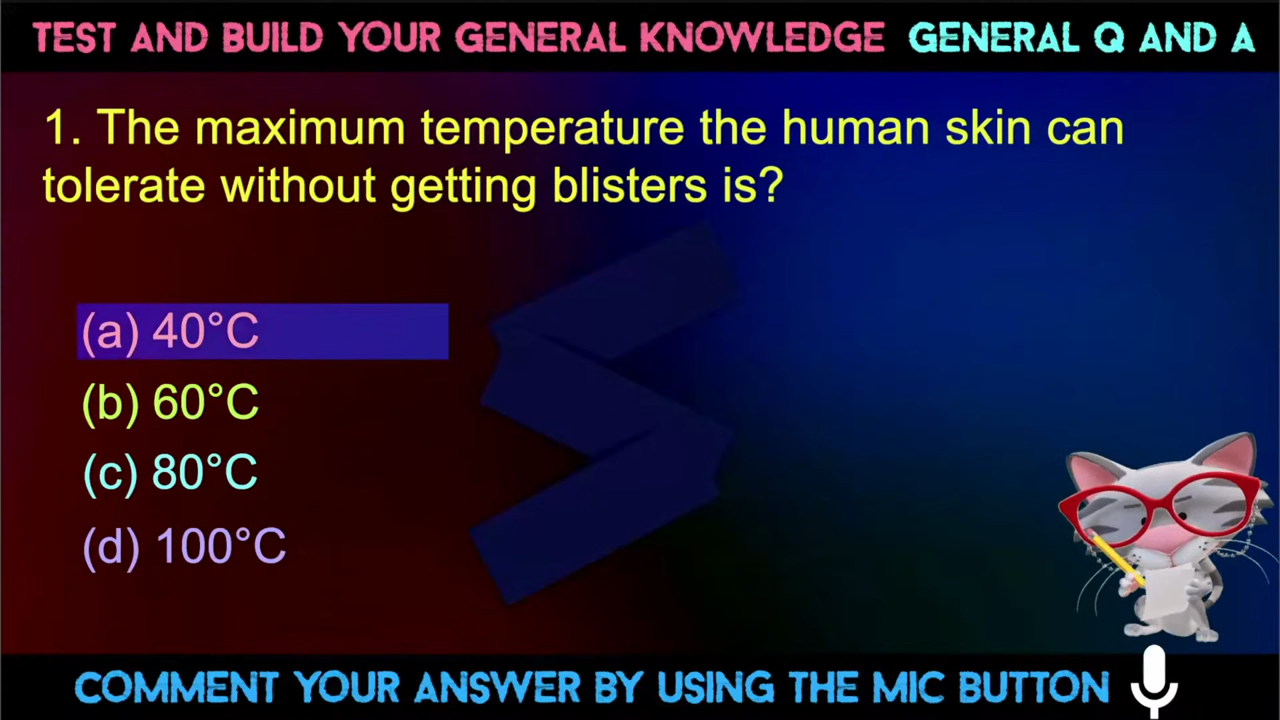 TEST AND BUILD YOUR GENERAL KNOWLEDGE GENERAL Q AND A
1. The maximum temperature the human skin can
tolerate without getting blisters is?
(a) 40°C
(b) 60°C
(c) 80°C
(d) 100°C
COMMENT YOUR ANSWER BY USING THE MIC BUTTON